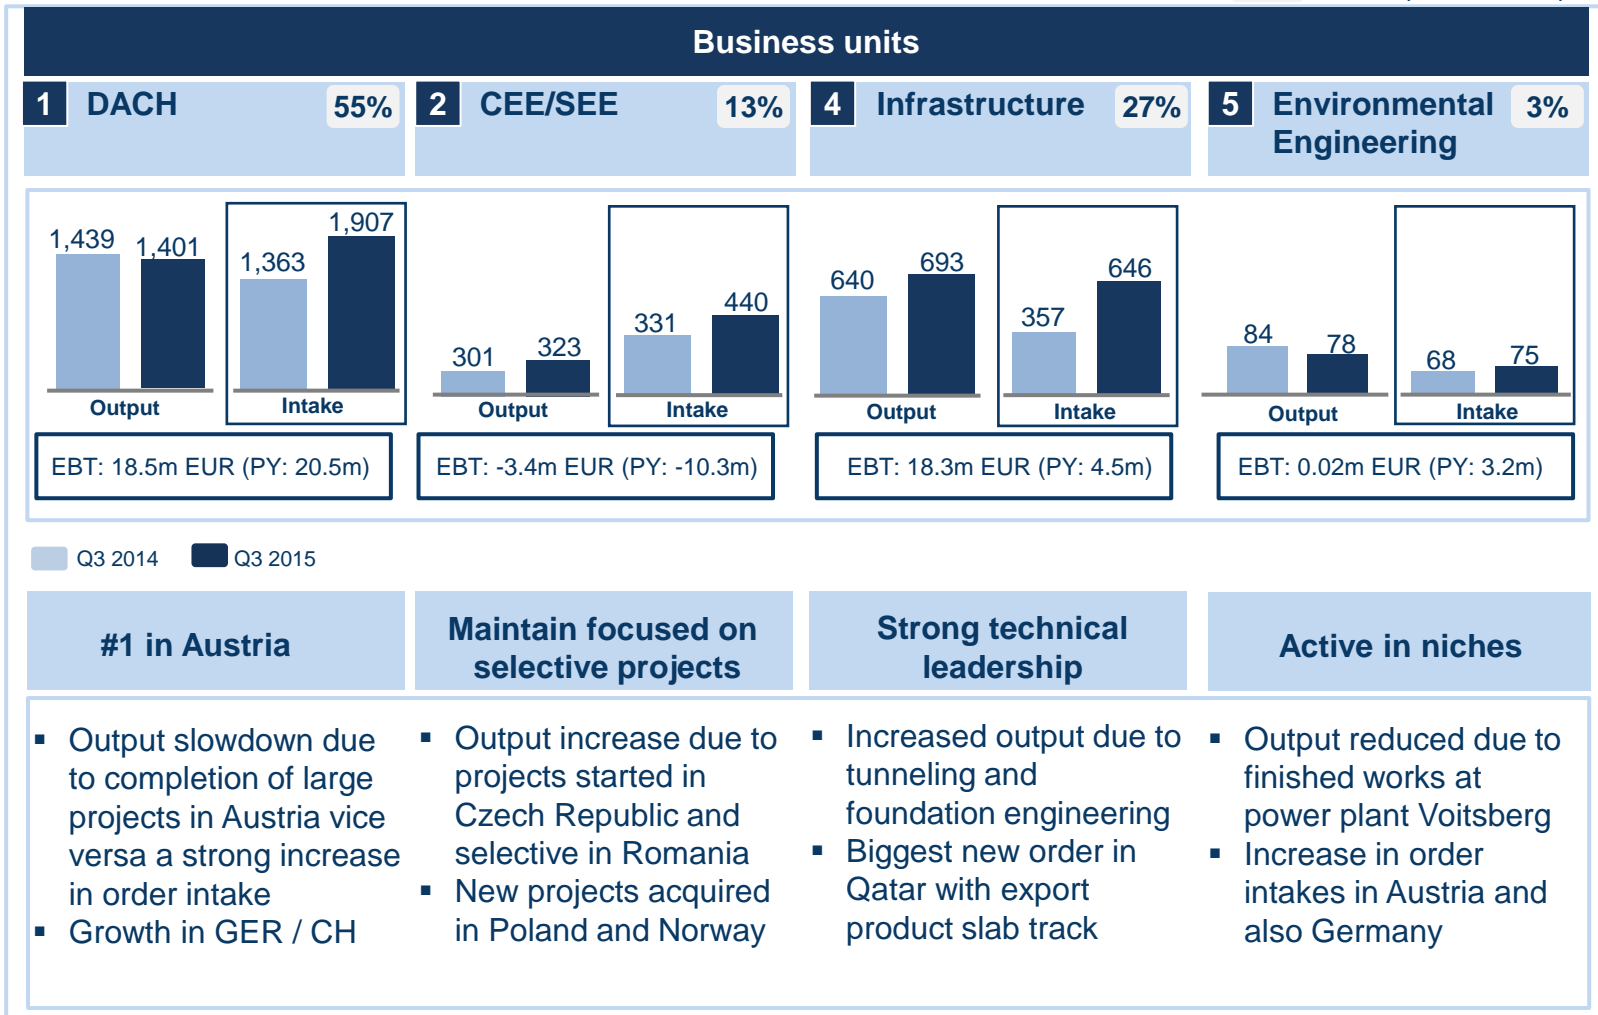 Business units
1 DACH 55%
2 CEE/SEE 13%
4 Infrastructure 27%
5 Environmental 3%
Engineering
1,439 1,401
Output
1,363 1,907
Intake
EBT: 18.5m EUR (PY: 20.5m)
301 323
Output
331 440
Intake
EBT: -3.4m EUR (PY: -10.3m)
640 693
Output
357 646
Intake
EBT: 18.3m EUR (PY: 4.5m)
84 78
Output
68 75
Intake
EBT: 0.02m EUR (PY: 3.2m)
Q3 2014 Q3 2015
#1 in Austria
Maintain focused on
selective projects
Strong technical
leadership
Active in niches
▪ Output slowdown due
to completion of large
projects in Austria vice
versa a strong increase
in order intake
▪ Growth in GER / CH
▪ Output increase due to
projects started in
Czech Republic and
selective in Romania
▪ New projects acquired
in Poland and Norway
▪ Increased output due to
tunneling and
foundation engineering
▪ Biggest new order in
Qatar with export
product slab track
▪ Output reduced due to
finished works at
power plant Voitsberg
▪ Increase in order
intakes in Austria and
also Germany